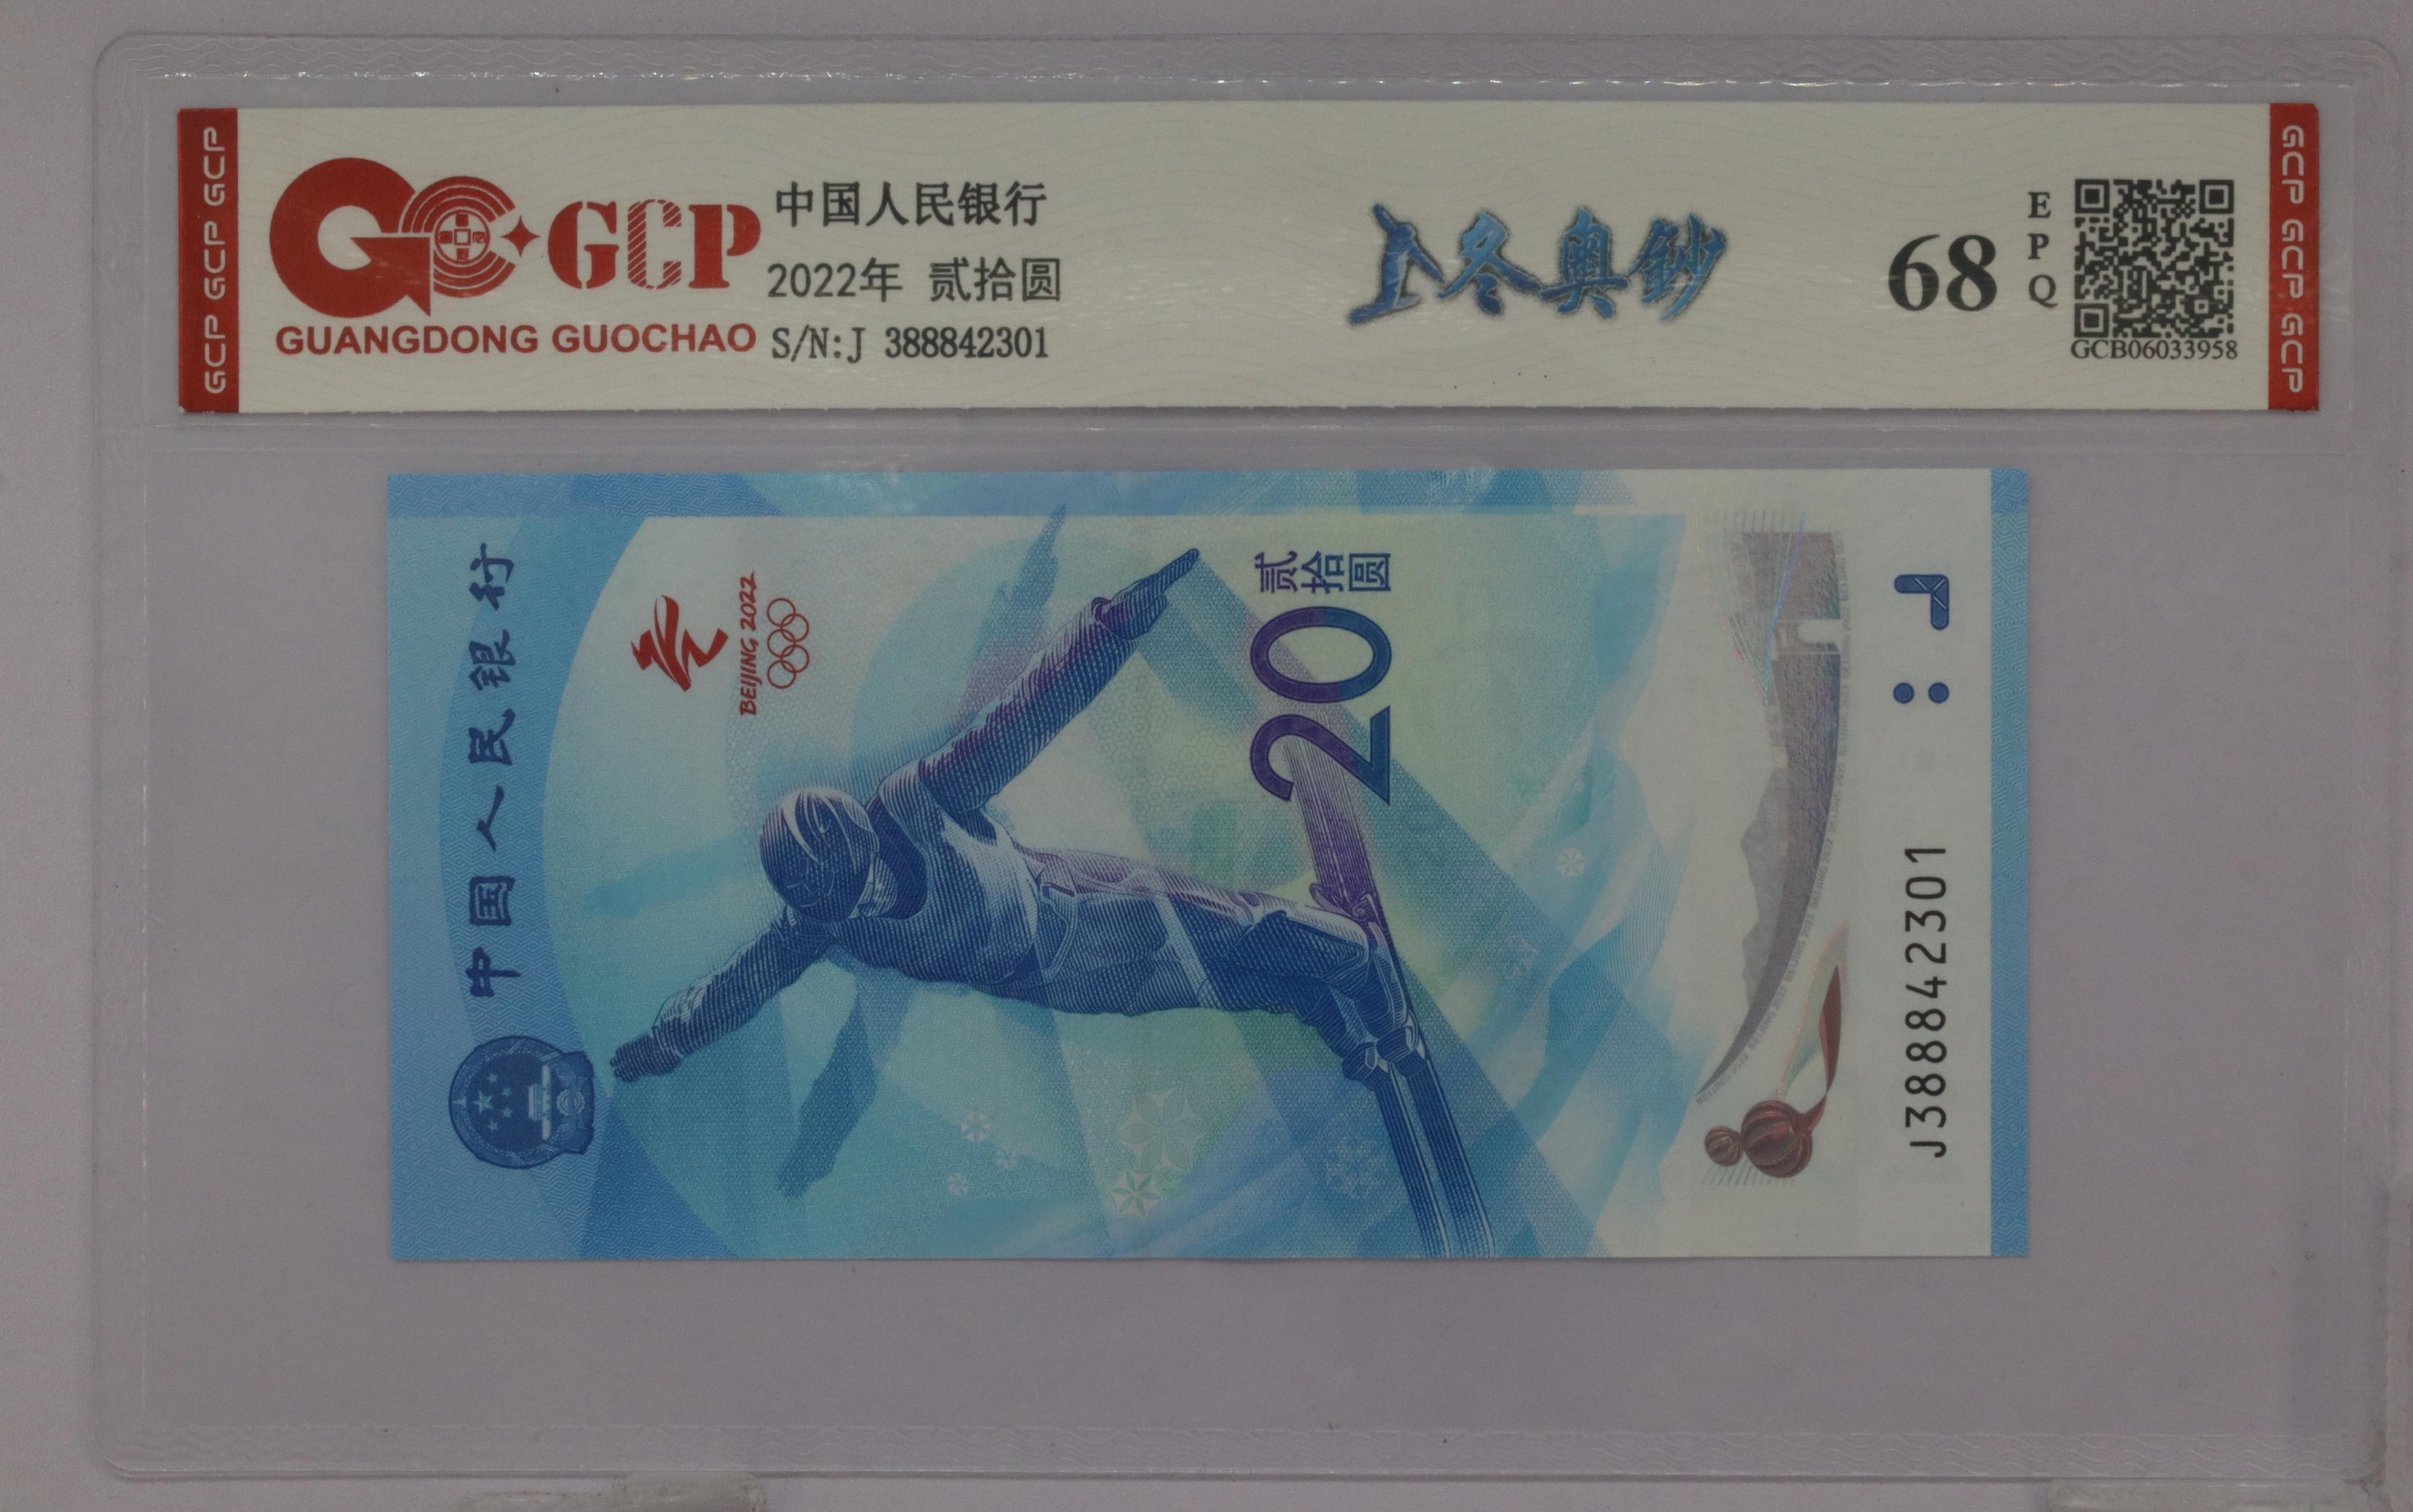 GCP GCP GCP
GCP
GUANGDONG GUOCHAO
中国人民银行
2022年 贰拾圆
S/N:J 388842301
冬奥鈔
68
EPQ
GCB06033958
GCP GCP GCP
中国人民银行
BEIJING 2022
贰拾圆
20
J388842301